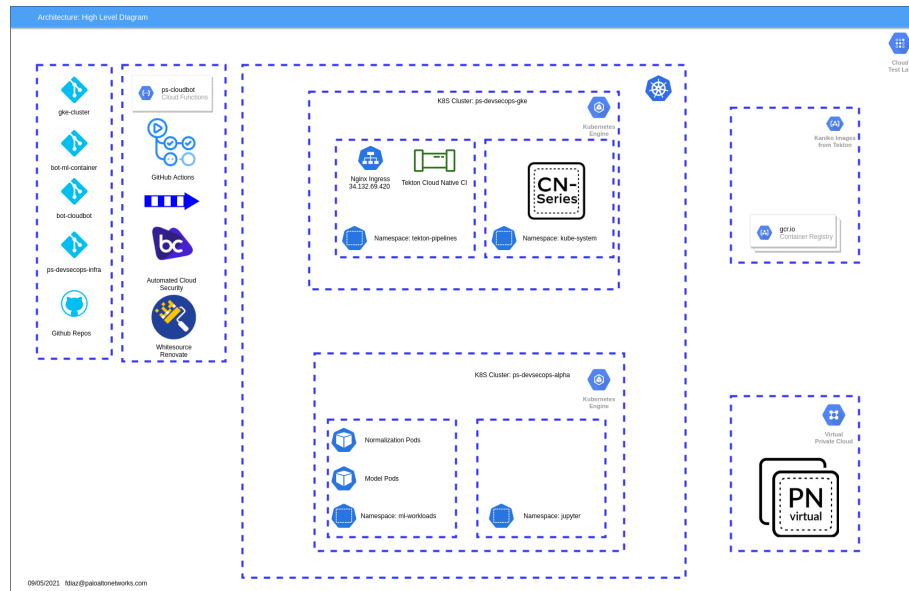 Architecture: High Level Diagram
Cloud
Test La
gke-cluster
bot-ml-container
bot-cloudbot
ps-devsecops-infra
Github Repos
ps-cloudbot
Cloud Functions
GitHub Actions
bc
Automated Cloud
Security
Whitesource
Renovate
K8S Cluster: ps-devsecops-gke
Kubernetes
Engine
Nginx Ingress
34.132.69.420
Tekton Cloud Native CI
Namespace: tekton-pipelines
CN-
Series
Namespace: kube-system
K8S Cluster: ps-devsecops-alpha
Kubernetes
Engine
Normalization Pods
Model Pods
Namespace: ml-workloads
Namespace: jupyter
Kaniko Images
from Tekton
gcr.io
Container Registry
Virtual
Private Cloud
PN
virtual
09/05/2021 fdiaz@paloaltonetworks.com